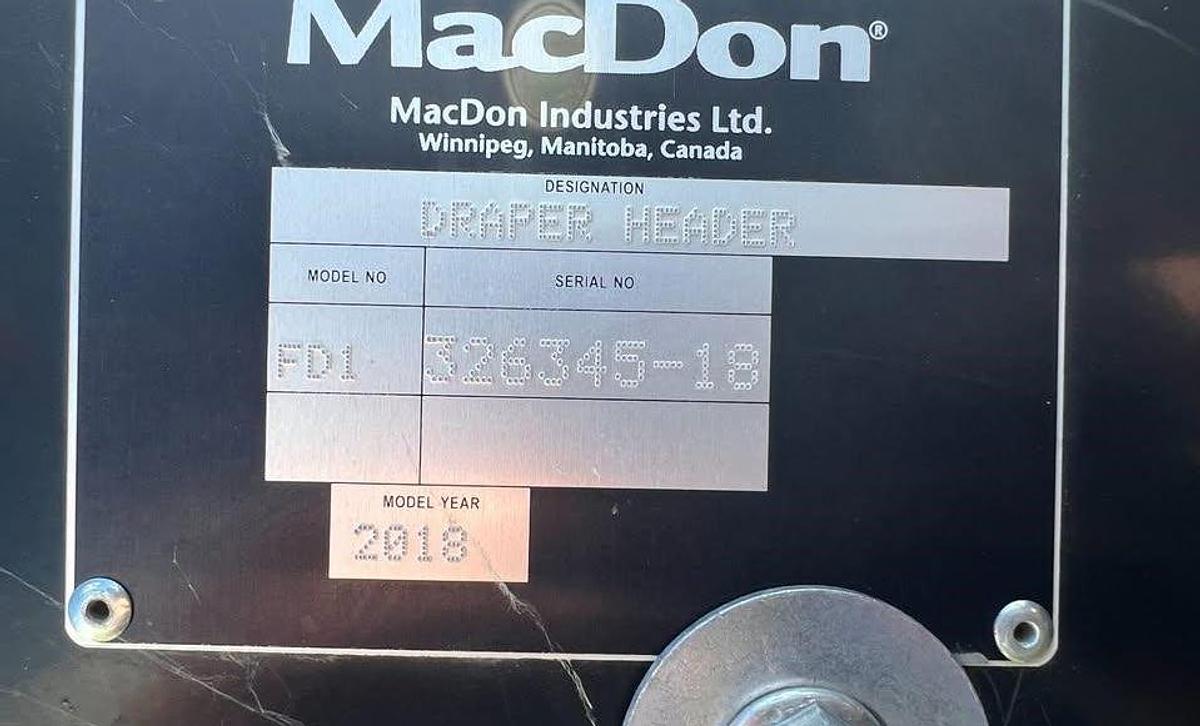 MacDon®
MacDon Industries Ltd.
Winnipeg, Manitoba, Canada
DESIGNATION
DRAPER HEADER
MODEL NO SERIAL NO
FD1 326345-18
MODEL YEAR
2018